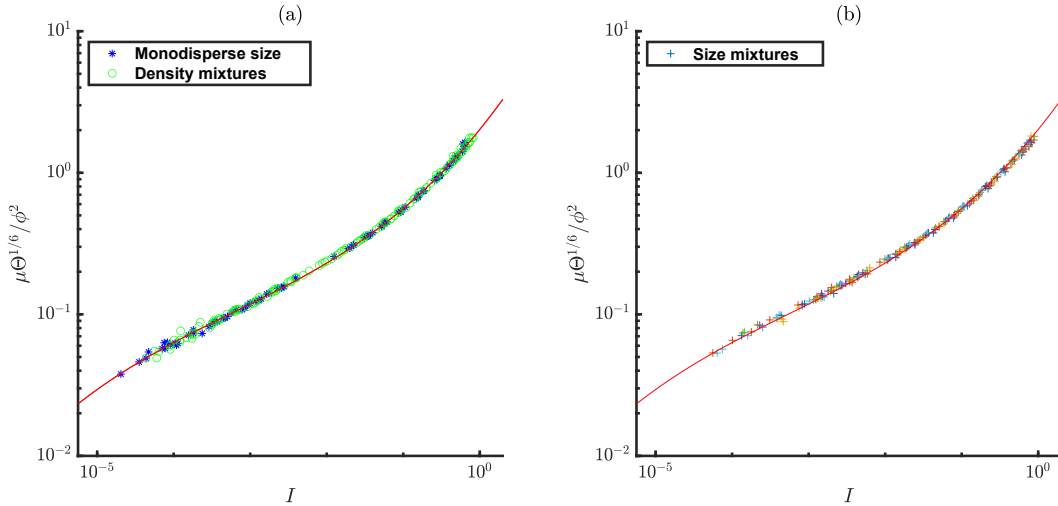 (a)
Monodisperse size
Density mixtures
10^1
10^0
10^-1
10^-2
μΘ^1/6/ϕ^2
10^-5
10^0
I
(b)
Size mixtures
10^1
10^0
10^-1
10^-2
μΘ^1/6/ϕ^2
10^-5
10^0
I